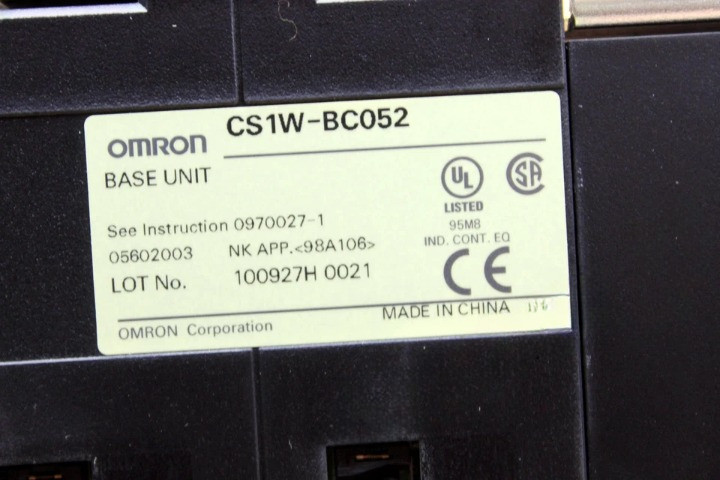 OMRON CS1W-BC052
BASE UNIT
UL SA
LISTED
95M8
IND. CONT. EQ
See Instruction 0970027-1
05602003 NK APP.<98A106>
LOT No. 100927H 0021
CE
MADE IN CHINA
OMRON Corporation